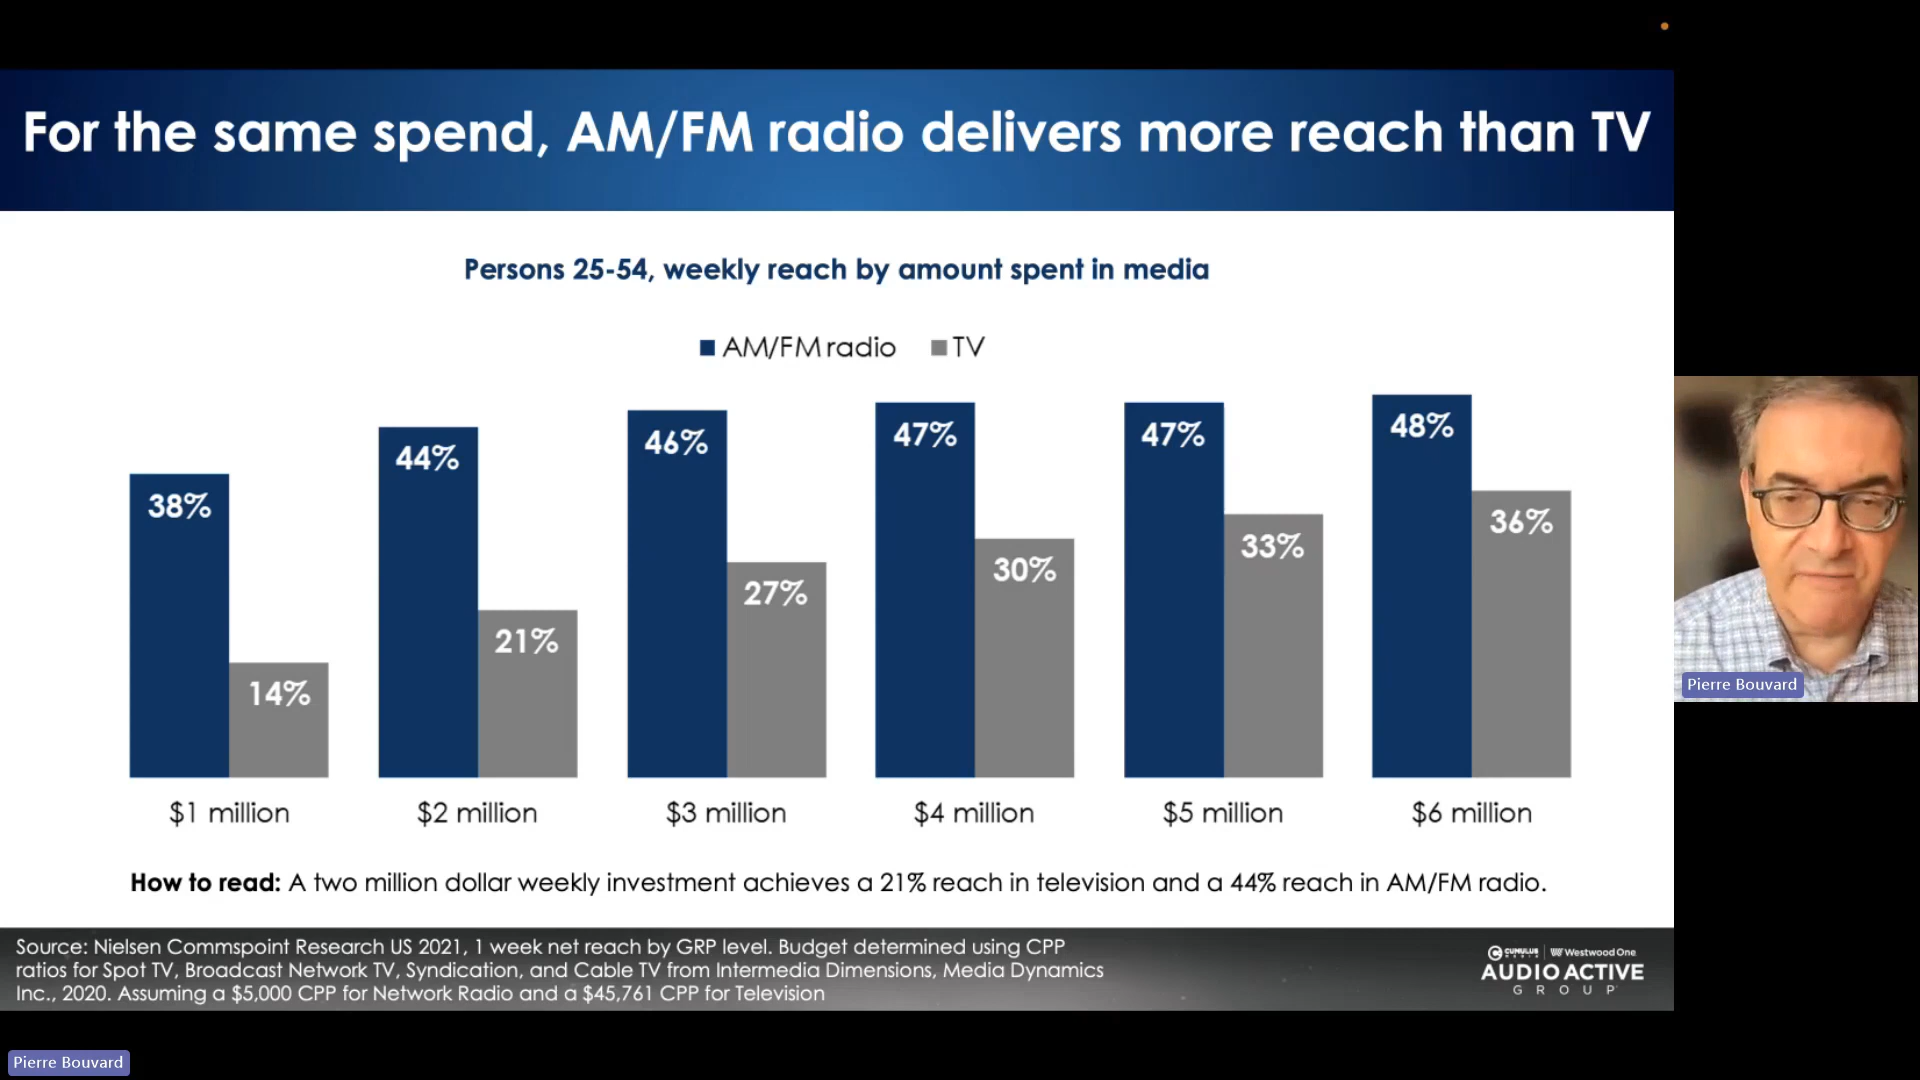 For the same spend, AM/FM radio delivers more reach than TV
Persons 25-54, weekly reach by amount spent in media
AM/FM radio TV
38% 14% 44% 21% 46% 27% 47% 30% 47% 33% 48% 36%
$1 million $2 million $3 million $4 million $5 million $6 million
How to read: A two million dollar weekly investment achieves a 21% reach in television and a 44% reach in AM/FM radio.
Source: Nielsen Commspoint Research US 2021, 1 week net reach by GRP level. Budget determined using CPP
ratios for Spot TV, Broadcast Network TV, Syndication, and Cable TV from Intermedia Dimensions, Media Dynamics
Inc., 2020. Assuming a $5,000 CPP for Network Radio and a $45,761 CPP for Television
CUMULUS MEDIA Westwood One
AUDIO ACTIVE
GROUP
Pierre Bouvard
Pierre Bouvard